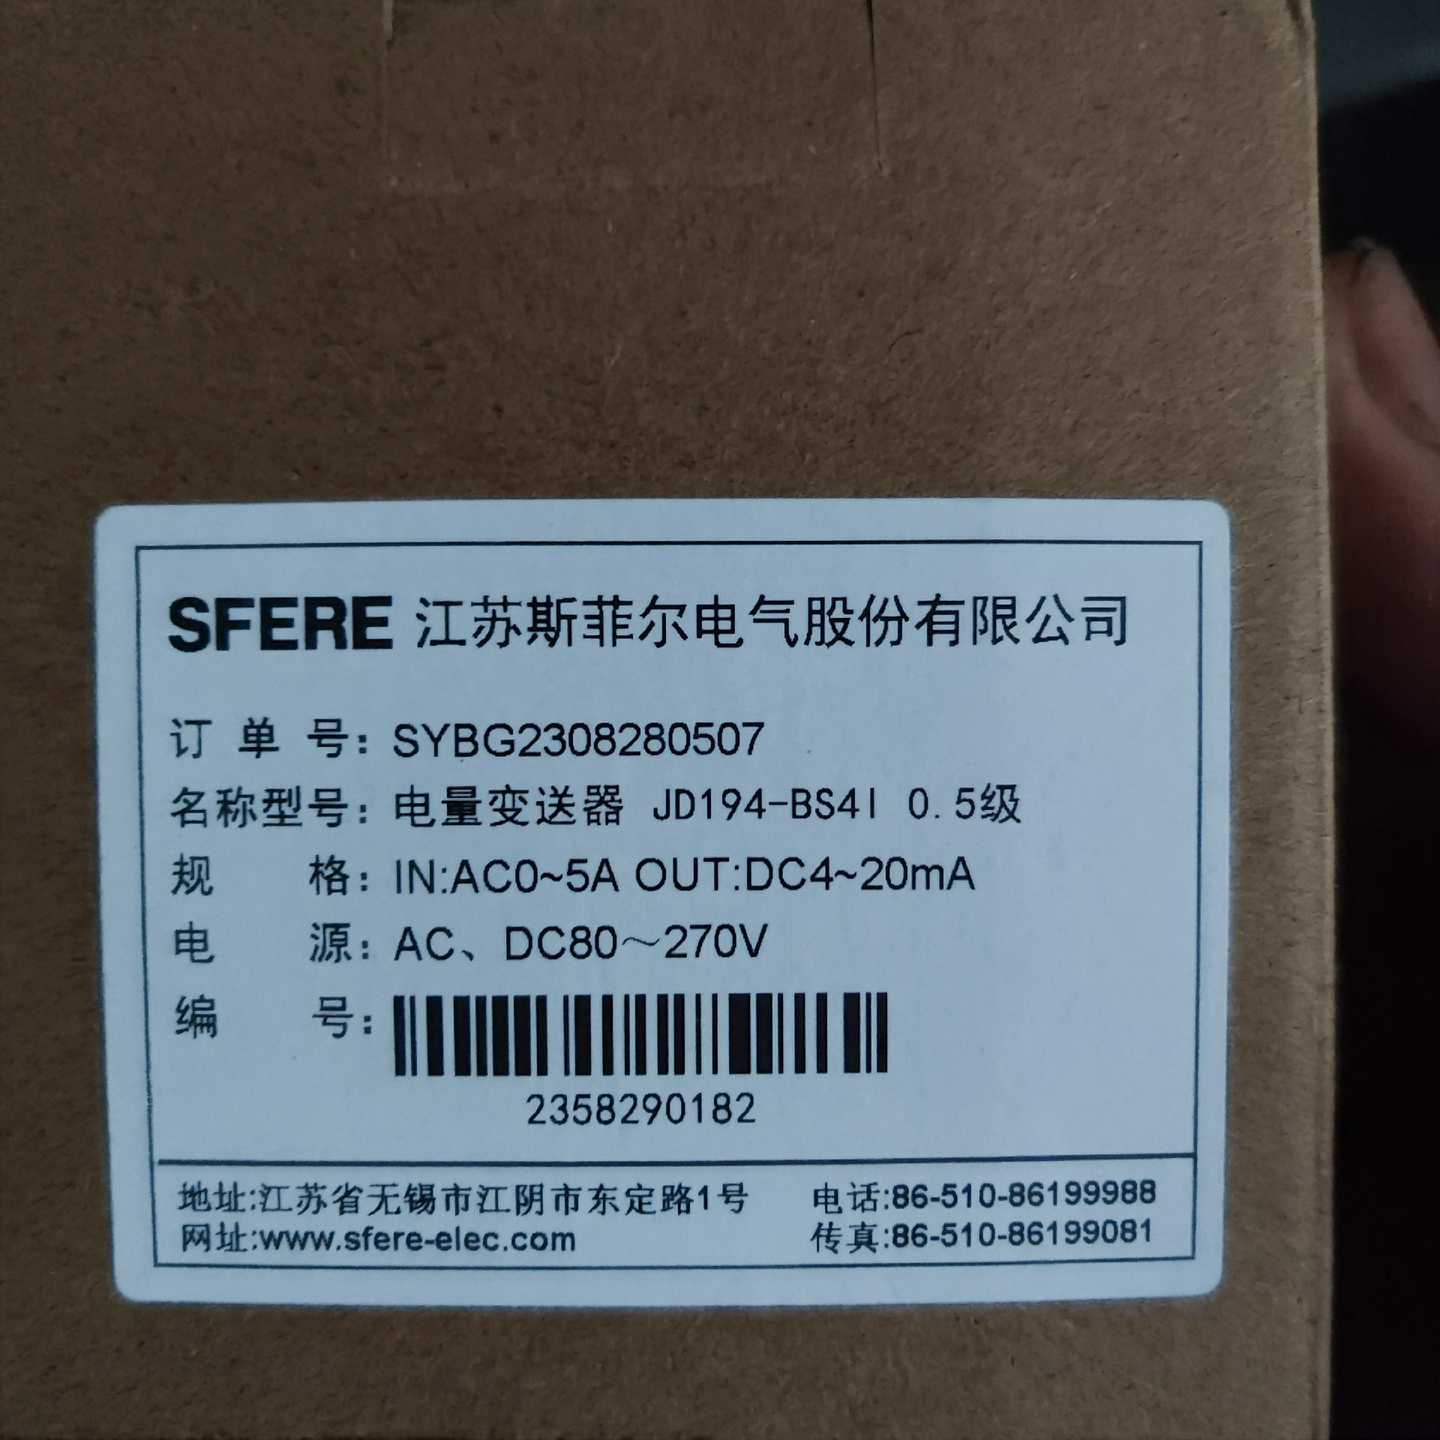 SFERE 江苏斯菲尔电气股份有限公司
订 单 号: SYBG2308280507
名称型号: 电量变送器 JD194-BS4I 0.5级
规 格: IN:AC0~5A OUT:DC4~20mA
电 源: AC、DC80～270V
编 号:
2358290182
地址:江苏省无锡市江阴市东定路1号 电话:86-510-86199988
网址:www.sfere-elec.com 传真:86-510-86199081